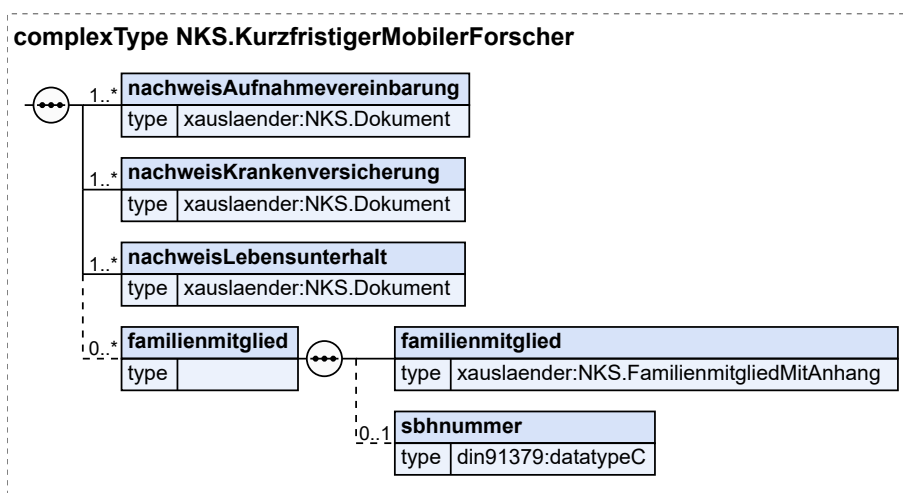 complexType NKS.KurzfristigerMobilerForscher
1..* nachweisAufnahmevereinbarung
type xauslaender:NKS.Dokument
1..* nachweisKrankenversicherung
type xauslaender:NKS.Dokument
1..* nachweisLebensunterhalt
type xauslaender:NKS.Dokument
0..* familienmitglied familienmitglied
type type xauslaender:NKS.FamilienmitgliedMitAnhang
0..1 sbhnummer
type din91379:datatypeC